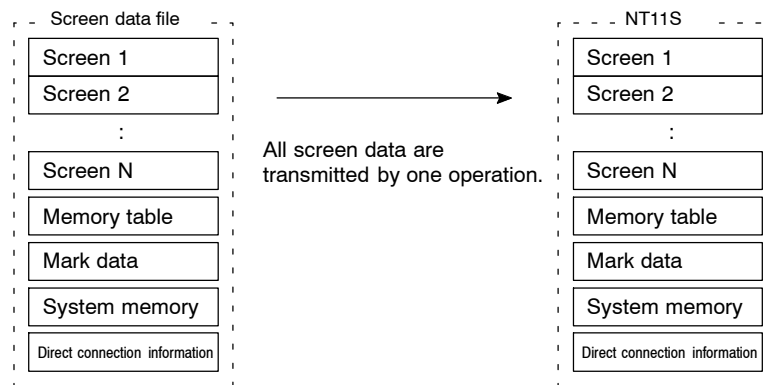 Screen data file
Screen 1
Screen 2
:
Screen N
Memory table
Mark data
System memory
Direct connection information
All screen data are
transmitted by one operation.
NT11S
Screen 1
Screen 2
:
Screen N
Memory table
Mark data
System memory
Direct connection information